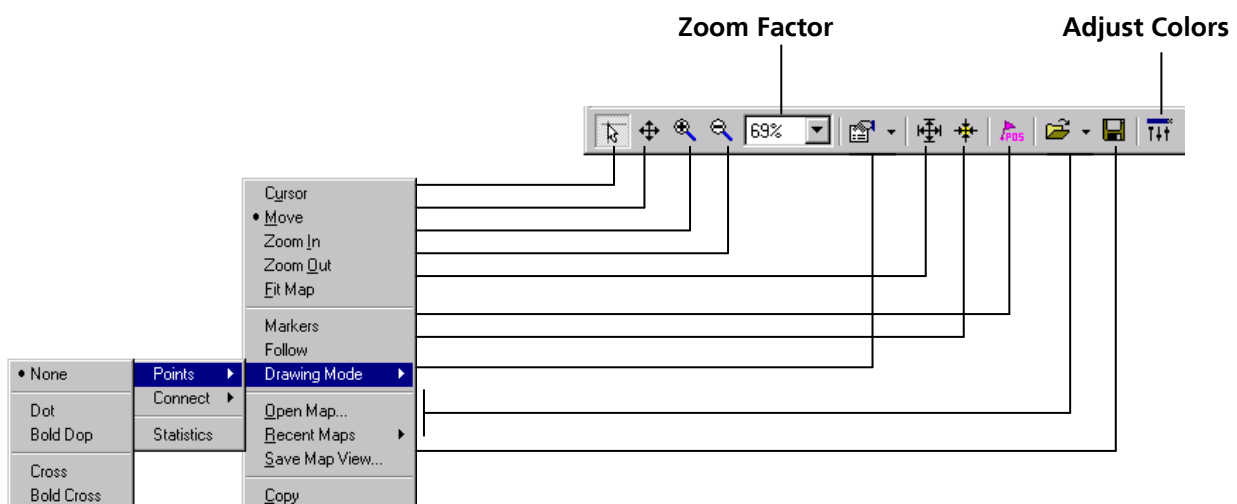 Zoom Factor
Adjust Colors
69%
POS
Cursor
Move
Zoom In
Zoom Out
Fit Map
Markers
Follow
Drawing Mode
Open Map...
Recent Maps
Save Map View...
Copy
Points
Connect
Statistics
None
Dot
Bold Dop
Cross
Bold Cross